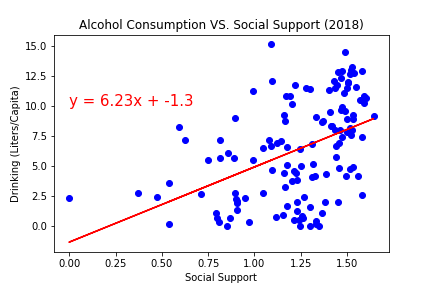 Alcohol Consumption VS. Social Support (2018)
15.0
12.5
10.0
7.5
5.0
2.5
0.0
Drinking (Liters/Capita)
y = 6.23x + -1.3
0.00 0.25 0.50 0.75 1.00 1.25 1.50
Social Support